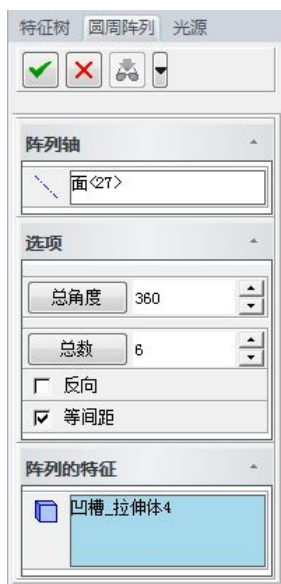 特征树 圆周阵列 光源
阵列轴
面<27>
选项
总角度 360
总数 6
反向
等间距
阵列的特征
凹槽_拉伸体4